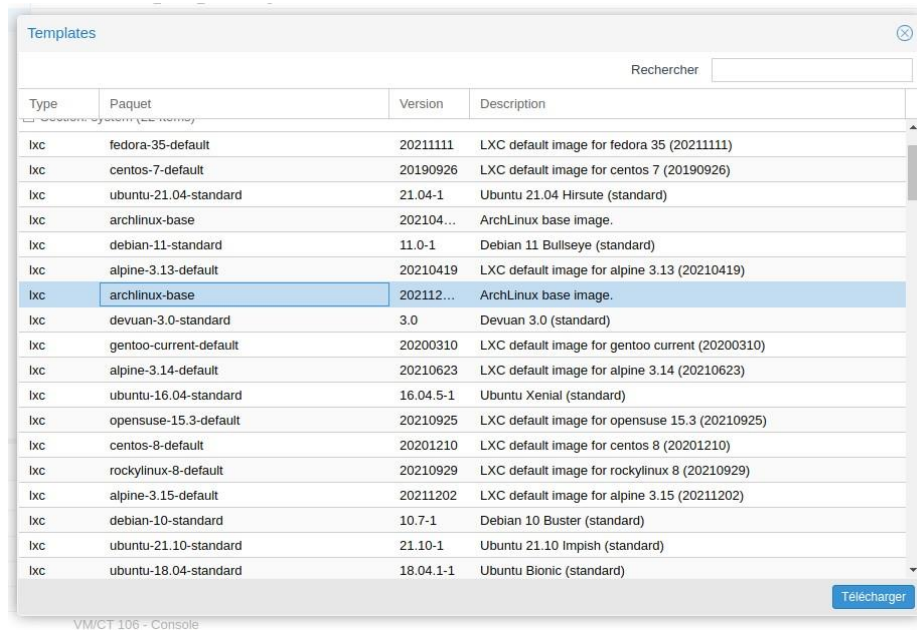 Templates
Rechercher
Type Paquet Version Description
Section: system (22 Items)
lxc fedora-35-default 20211111 LXC default image for fedora 35 (20211111)
lxc centos-7-default 20190926 LXC default image for centos 7 (20190926)
lxc ubuntu-21.04-standard 21.04-1 Ubuntu 21.04 Hirsute (standard)
lxc archlinux-base 202104... ArchLinux base image.
lxc debian-11-standard 11.0-1 Debian 11 Bullseye (standard)
lxc alpine-3.13-default 20210419 LXC default image for alpine 3.13 (20210419)
lxc archlinux-base 202112... ArchLinux base image.
lxc devuan-3.0-standard 3.0 Devuan 3.0 (standard)
lxc gentoo-current-default 20200310 LXC default image for gentoo current (20200310)
lxc alpine-3.14-default 20210623 LXC default image for alpine 3.14 (20210623)
lxc ubuntu-16.04-standard 16.04.5-1 Ubuntu Xenial (standard)
lxc opensuse-15.3-default 20210925 LXC default image for opensuse 15.3 (20210925)
lxc centos-8-default 20201210 LXC default image for centos 8 (20201210)
lxc rockylinux-8-default 20210929 LXC default image for rockylinux 8 (20210929)
lxc alpine-3.15-default 20211202 LXC default image for alpine 3.15 (20211202)
lxc debian-10-standard 10.7-1 Debian 10 Buster (standard)
lxc ubuntu-21.10-standard 21.10-1 Ubuntu 21.10 Impish (standard)
lxc ubuntu-18.04-standard 18.04.1-1 Ubuntu Bionic (standard)
Télécharger
VM/CT 106 - Console